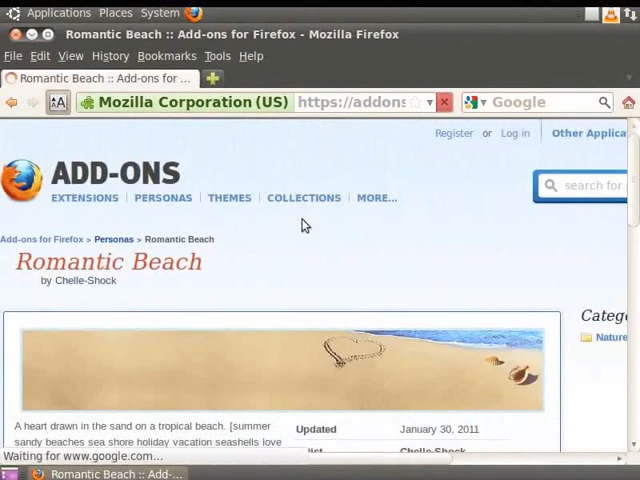 Applications Places System
Romantic Beach :: Add-ons for Firefox - Mozilla Firefox
File Edit View History Bookmarks Tools Help
Romantic Beach :: Add-ons for ...
Mozilla Corporation (US) https://addons Google
Register or Log in Other Applica
ADD-ONS
EXTENSIONS PERSONAS THEMES COLLECTIONS MORE...
search for
Add-ons for Firefox > Personas > Romantic Beach
Romantic Beach
by Chelle-Shock
Catego
Nature
A heart drawn in the sand on a tropical beach. [summer
sandy beaches sea shore holiday vacation seashells love
Updated January 30, 2011
Chelle-Shock
Waiting for www.google.com...
Romantic Beach :: Add-...